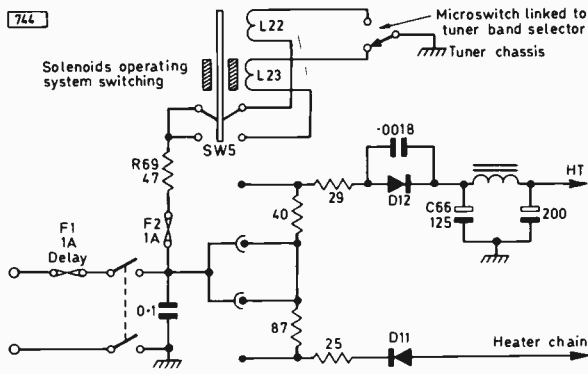 744
L22
L23
Microswitch linked to
tuner band selector
Tuner chassis
Solenoids operating
system switching
SW5
R69
47
F2
1A
F1
1A
Delay
0·1
40
87
29
·0018
D12
C66
125
200
HT
25
D11
Heater chain